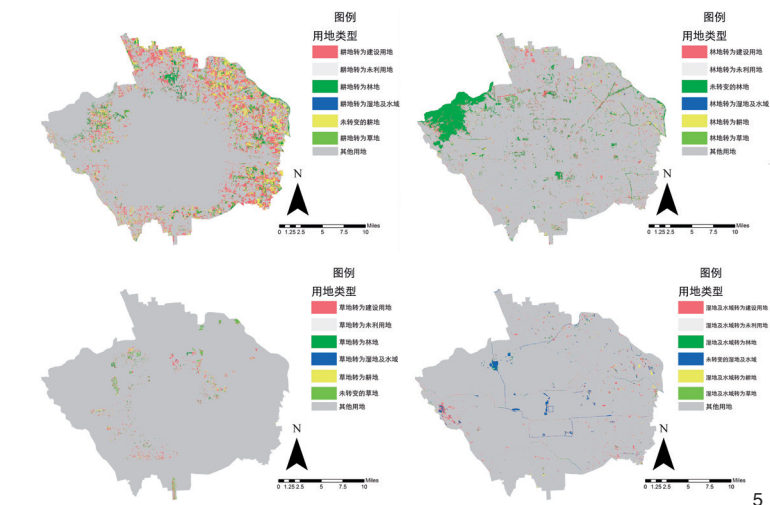 图例
用地类型
耕地转为建设用地
耕地转为未利用地
耕地转为林地
耕地转为湿地及水域
未转变的耕地
耕地转为草地
其他用地
N
Miles
0 1.25 2.5 5 7.5 10
图例
用地类型
林地转为建设用地
林地转为未利用地
未转变的林地
林地转为湿地及水域
林地转为耕地
林地转为草地
其他用地
N
Miles
0 1.25 2.5 5 7.5 10
图例
用地类型
草地转为建设用地
草地转为未利用地
草地转为林地
草地转为湿地及水域
草地转为耕地
未转变的草地
其他用地
N
Miles
0 1.25 2.5 5 7.5 10
图例
用地类型
湿地及水域转为建设用地
湿地及水域转为未利用地
湿地及水域转为林地
未转变的湿地及水域
湿地及水域转为耕地
湿地及水域转为草地
其他用地
N
Miles
0 1.25 2.5 5 7.5 10
5